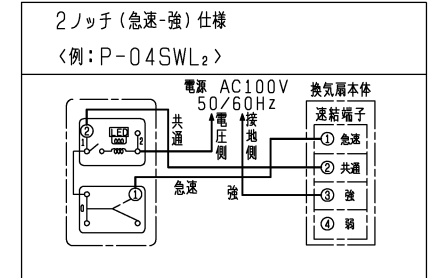 2ノッチ(急速-強)仕様
〈例:P-04SWL₂〉
電源 AC100V
50/60Hz
換気扇本体
速結端子
共通
電圧側
接地側
② LED
1 2
① 急速
② 共通
③ 強
④ 弱
急速 強
0 ①